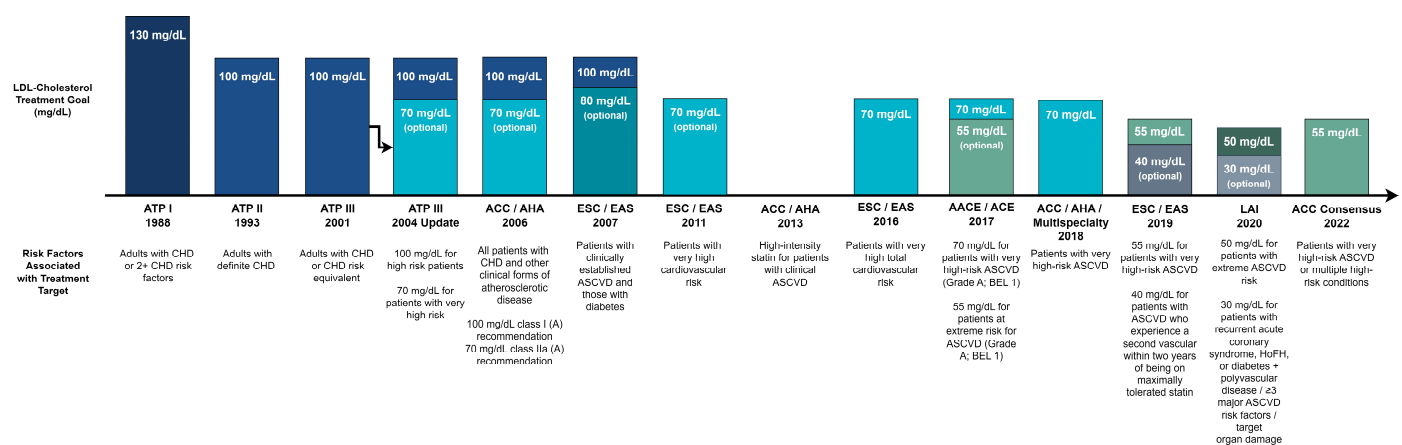 LDL-Cholesterol
Treatment Goal
(mg/dL)
130 mg/dL
100 mg/dL
100 mg/dL
100 mg/dL
70 mg/dL
(optional)
100 mg/dL
70 mg/dL
(optional)
100 mg/dL
80 mg/dL
(optional)
70 mg/dL
(optional)
70 mg/dL
70 mg/dL
55 mg/dL
(optional)
70 mg/dL
55 mg/dL
40 mg/dL
(optional)
50 mg/dL
30 mg/dL
(optional)
55 mg/dL
Risk Factors
Associated
with Treatment
Target
ATP I
1988
Adults with CHD
or 2+ CHD risk
factors
ATP II
1993
Adults with
definite CHD
ATP III
2001
Adults with CHD
or CHD risk
equivalent
ATP III
2004 Update
100 mg/dL for
high risk patients
70 mg/dL for
patients with very
high risk
ACC / AHA
2006
All patients with
CHD and other
clinical forms of
atherosclerotic
disease
100 mg/dL class I (A)
recommendation
70 mg/dL class IIa (A)
recommendation
ESC / EAS
2007
Patients with
clinically
established
ASCVD and
those with
diabetes
ESC / EAS
2011
Patients with
very high
cardiovascular
risk
ACC / AHA
2013
High-intensity
statin for patients
with clinical
ASCVD
ESC / EAS
2016
Patients with very
high total
cardiovascular
risk
AACE / ACE
2017
70 mg/dL for
patients with very
high-risk ASCVD
(Grade A; BEL 1)
55 mg/dL for
patients at
extreme risk for
ASCVD (Grade
A; BEL 1)
ACC / AHA /
Multispecialty
2018
Patients with very
high-risk ASCVD
ESC / EAS
2019
55 mg/dL for
patients with very
high-risk ASCVD
40 mg/dL for
patients with
ASCVD who
experience a
second vascular
within two years
of being on
maximally
tolerated statin
LAI
2020
50 mg/dL for
patients with
extreme ASCVD
risk
30 mg/dL for
patients with
recurrent acute
coronary
syndrome, HoFH,
or diabetes +
polyvascular
disease / ≥3
major ASCVD
risk factors /
target
organ damage
ACC Consensus
2022
Patients with very
high-risk ASCVD
or multiple high-
risk conditions